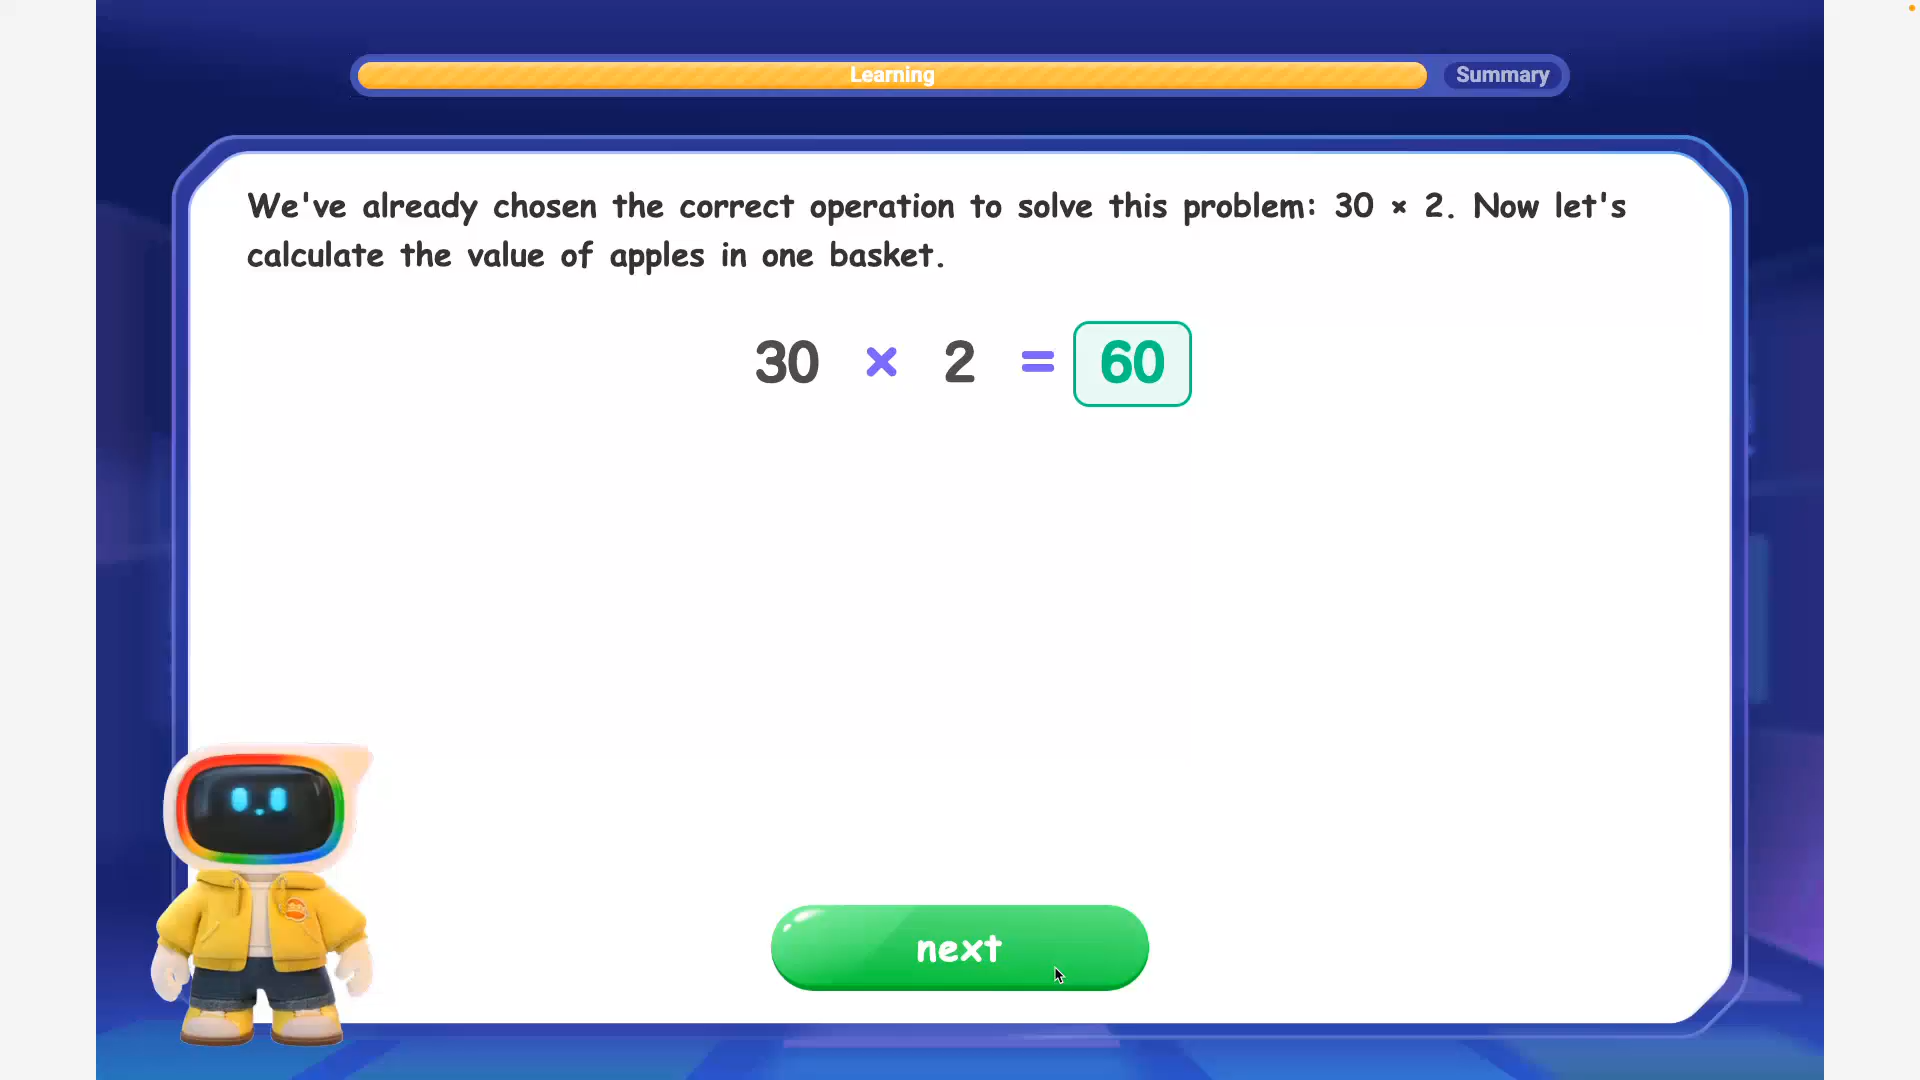 Learning
Summary
We've already chosen the correct operation to solve this problem: 30 × 2. Now let's
calculate the value of apples in one basket.
30 × 2 = 60
next